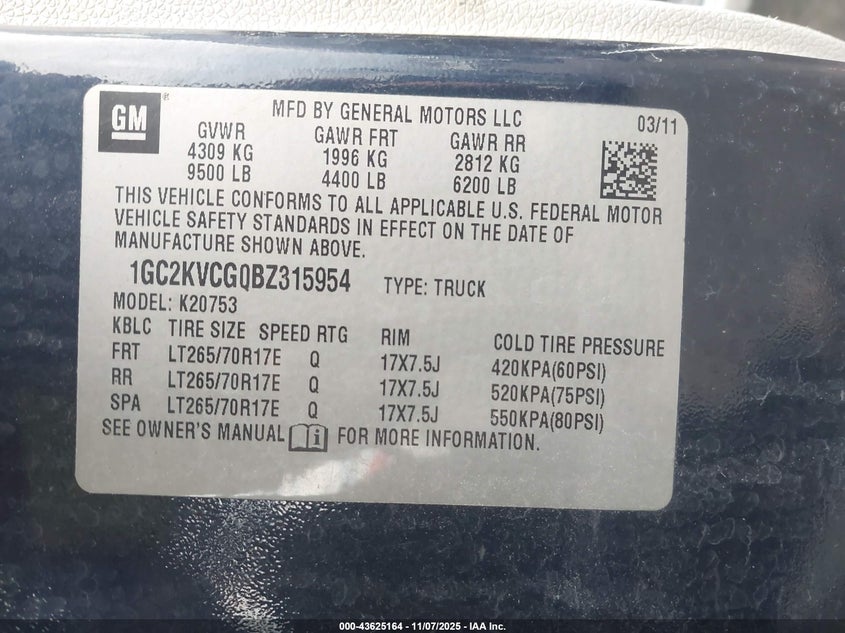 GM ®
MFD BY GENERAL MOTORS LLC 03/11
GVWR GAWR FRT GAWR RR
4309 KG 1996 KG 2812 KG
9500 LB 4400 LB 6200 LB
THIS VEHICLE CONFORMS TO ALL APPLICABLE U.S. FEDERAL MOTOR
VEHICLE SAFETY STANDARDS IN EFFECT ON THE DATE OF
MANUFACTURE SHOWN ABOVE.
1GC2KVCGQBZ315954 TYPE: TRUCK
MODEL: K20753
KBLC TIRE SIZE SPEED RTG RIM COLD TIRE PRESSURE
FRT LT265/70R17E Q 17X7.5J 420KPA(60PSI)
RR LT265/70R17E Q 17X7.5J 520KPA(75PSI)
SPA LT265/70R17E Q 17X7.5J 550KPA(80PSI)
SEE OWNER'S MANUAL i FOR MORE INFORMATION.
000-43625164 - 11/07/2025 - IAA Inc.